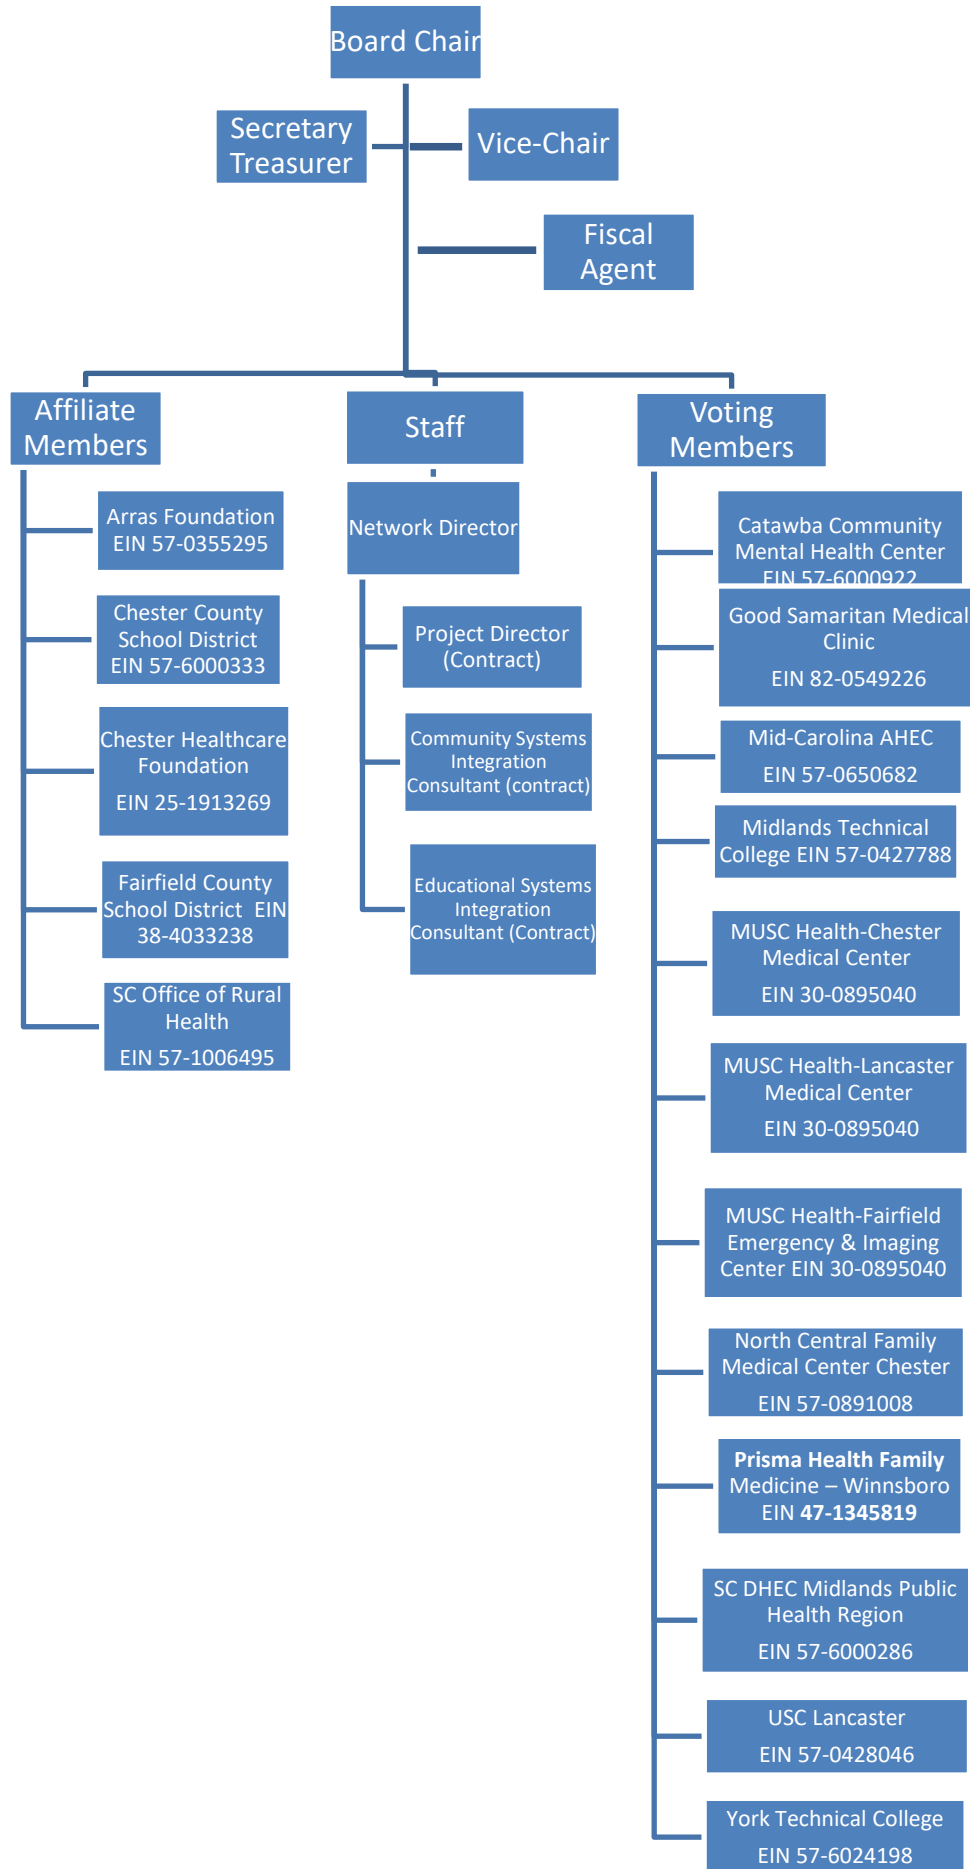 Board Chair
Secretary
Treasurer
Vice-Chair
Fiscal
Agent
Affiliate
Members
Arras Foundation
EIN 57-0355295
Chester County
School District
EIN 57-6000333
Chester Healthcare
Foundation
EIN 25-1913269
Fairfield County
School District  EIN
38-4033238
SC Office of Rural
Health
EIN 57-1006495
Staff
Network Director
Project Director
(Contract)
Community Systems
Integration
Consultant (contract)
Educational Systems
Integration
Consultant (Contract)
Voting
Members
Catawba Community
Mental Health Center
EIN 57-6000922
Good Samaritan Medical
Clinic
EIN 82-0549226
Mid-Carolina AHEC
EIN 57-0650682
Midlands Technical
College EIN 57-0427788
MUSC Health-Chester
Medical Center
EIN 30-0895040
MUSC Health-Lancaster
Medical Center
EIN 30-0895040
MUSC Health-Fairfield
Emergency & Imaging
Center EIN 30-0895040
North Central Family
Medical Center Chester
EIN 57-0891008
Prisma Health Family
Medicine – Winnsboro
EIN 47-1345819
SC DHEC Midlands Public
Health Region
EIN 57-6000286
USC Lancaster
EIN 57-0428046
York Technical College
EIN 57-6024198